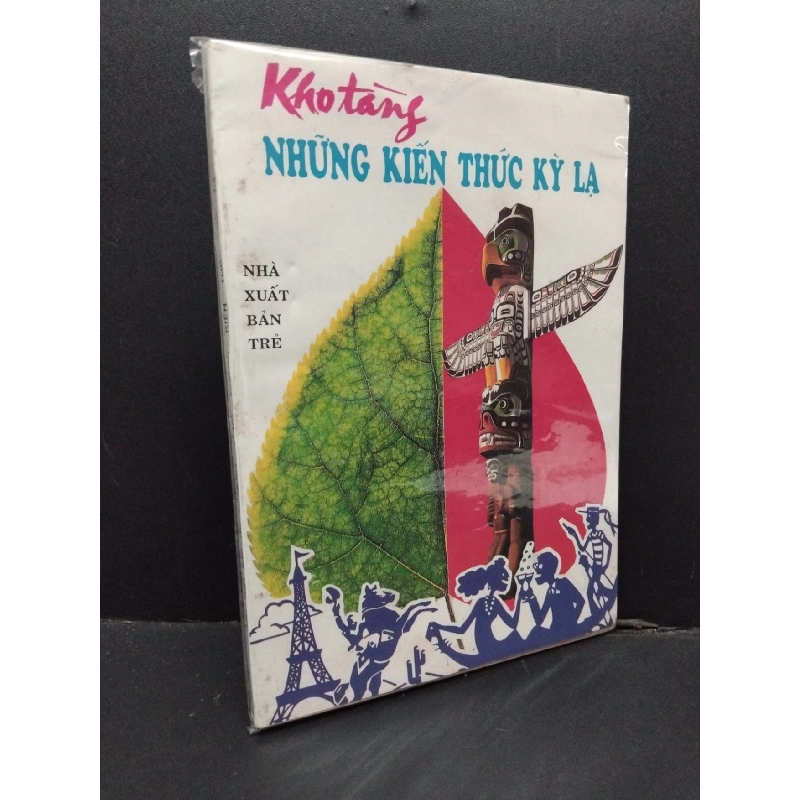 Kho tàng
NHỮNG KIẾN THỨC KỲ LẠ
NHÀ
XUẤT
BẢN
TRẺ